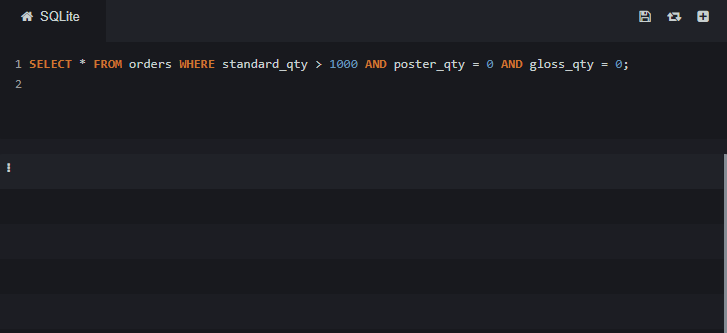 SQLite
1 SELECT * FROM orders WHERE standard_qty > 1000 AND poster_qty = 0 AND gloss_qty = 0;
2